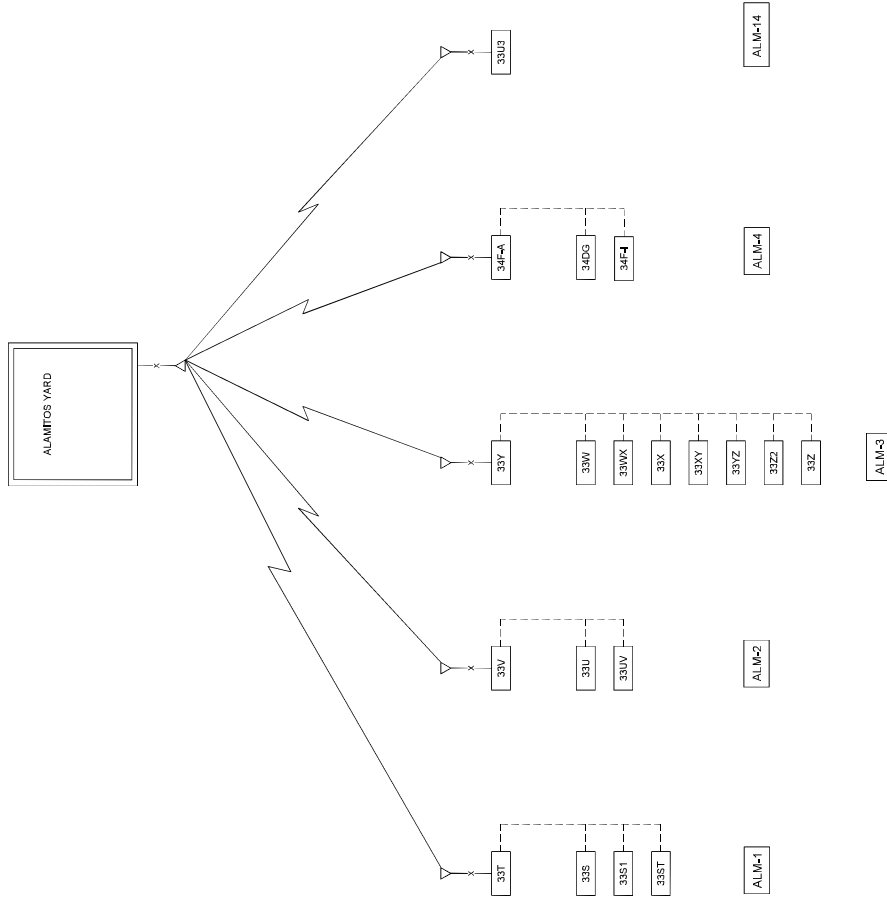 ALAMITOS YARD
33T
33S
33S1
33ST
ALM-1
33V
33U
33UV
ALM-2
33Y
33W
33WX
33X
33XY
33YZ
33Z2
33Z
ALM-3
34F-A
34DG
34F-I
ALM-4
33U3
ALM-14